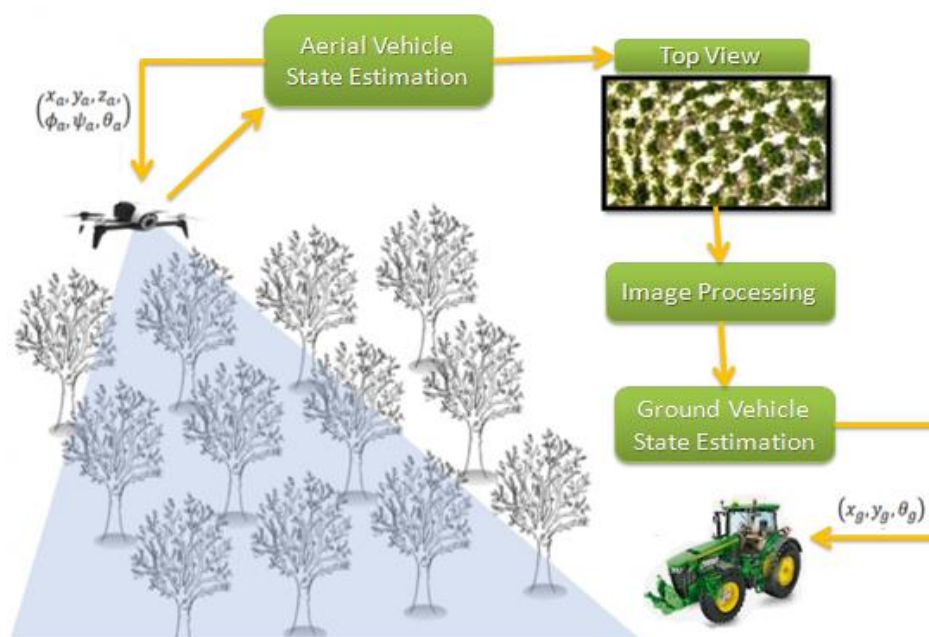 Aerial Vehicle
State Estimation
Top View
(x_a, y_a, z_a,
ϕ_a, ψ_a, θ_a)
Image Processing
Ground Vehicle
State Estimation
(x_g, y_g, θ_g)